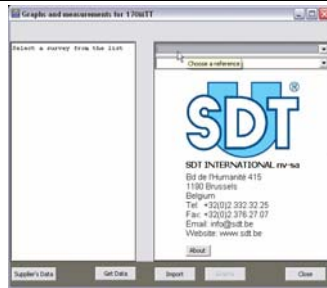 Graphs and measurements for 170MTT
Select a survey from the list
Choose a reference
SDT
®
SDT INTERNATIONAL nv-sa
Bd de l'Humanité 415
1190 Brussels
Belgium
Tel: +32(0)2.332.32.25
Fax: +32(0)2.376.27.07
Email: info@sdt.be
Website: www.sdt.be
About
Supplier's Data
Get Data
Import
Close